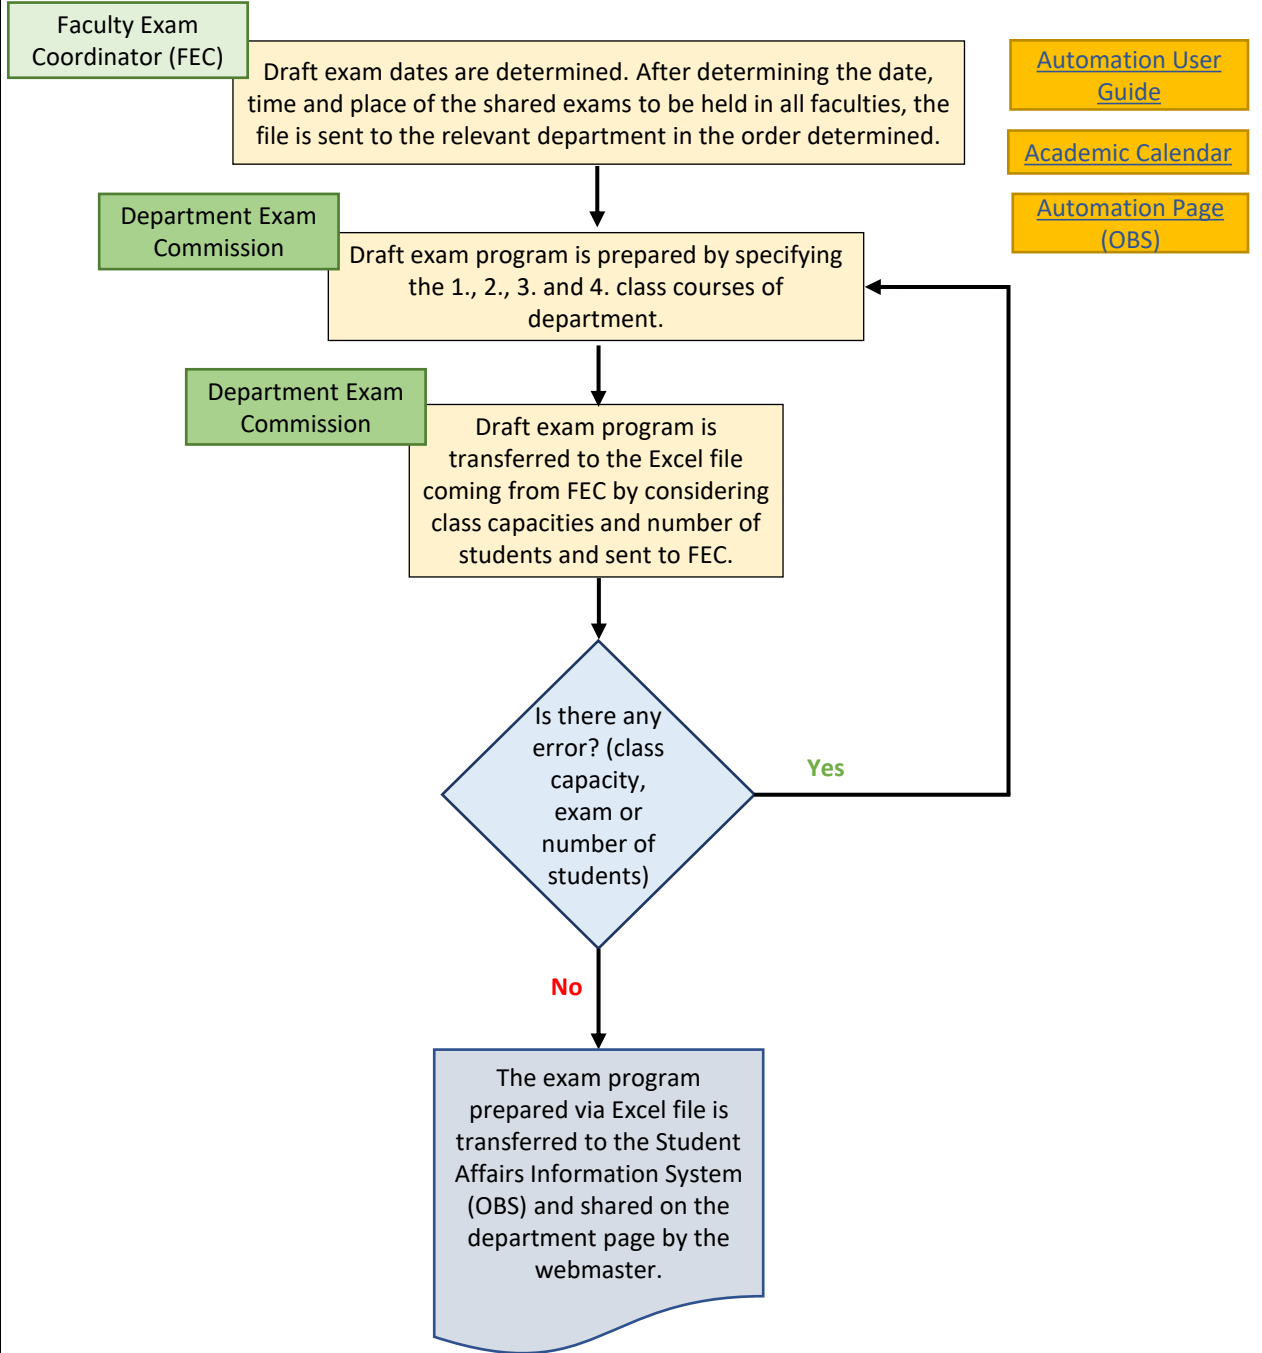 Faculty Exam
Coordinator (FEC)
Draft exam dates are determined. After determining the date,
time and place of the shared exams to be held in all faculties, the
file is sent to the relevant department in the order determined.
Automation User
Guide
Academic Calendar
Automation Page
(OBS)
Department Exam
Commission
Draft exam program is prepared by specifying
the 1., 2., 3. and 4. class courses of
department.
Department Exam
Commission
Draft exam program is
transferred to the Excel file
coming from FEC by considering
class capacities and number of
students and sent to FEC.
Is there any
error? (class
capacity,
exam or
number of
students)
Yes
No
The exam program
prepared via Excel file is
transferred to the Student
Affairs Information System
(OBS) and shared on the
department page by the
webmaster.